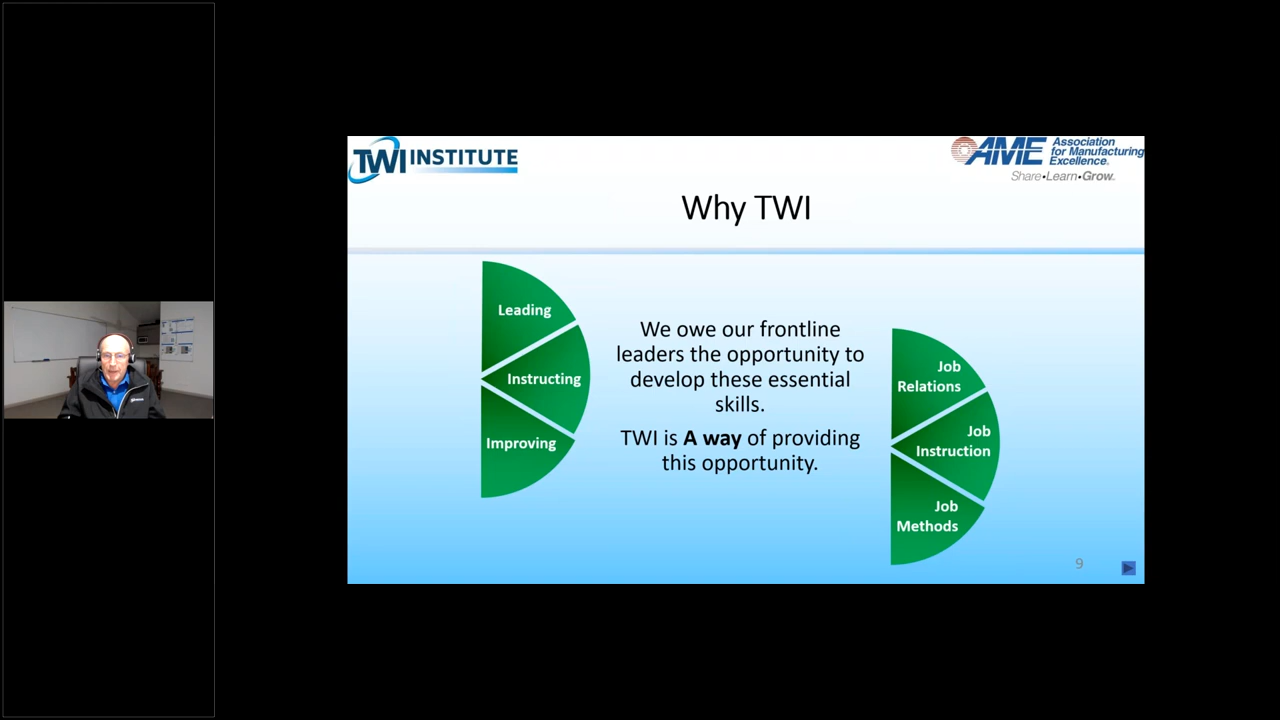 TWI INSTITUTE
AME Association
for Manufacturing
Excellence.
Share•Learn•Grow.
Why TWI
Leading
Instructing
Improving
We owe our frontline
leaders the opportunity to
develop these essential
skills.
TWI is A way of providing
this opportunity.
Job
Relations
Job
Instruction
Job
Methods
9